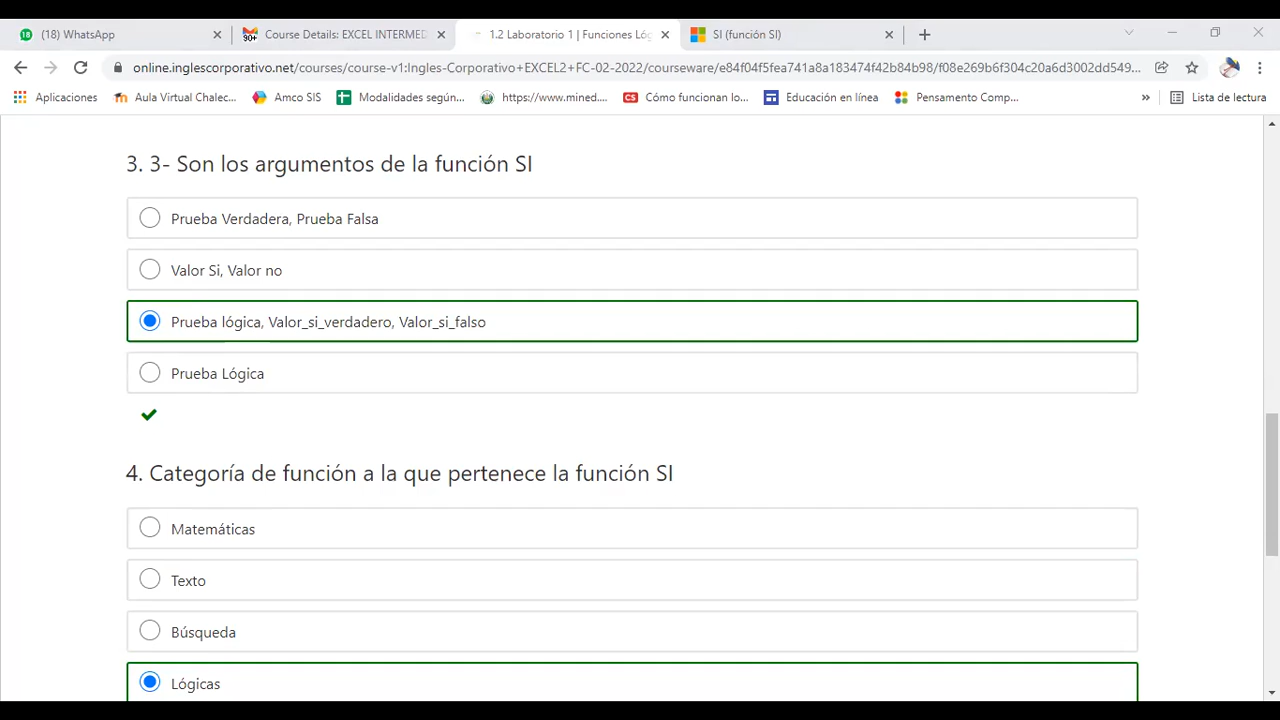 (18) WhatsApp
Course Details: EXCEL INTERMED
1.2 Laboratorio 1 | Funciones Lóg
SI (función SI)
online.inglescorporativo.net/courses/course-v1:Ingles-Corporativo+EXCEL2+FC-02-2022/courseware/e84f04f5fea741a8a183474f42b84b98/f08e269b6f304c20a6d3002dd549...
Aplicaciones
Aula Virtual Chalec...
Amco SIS
Modalidades según...
https://www.mined....
Cómo funcionan lo...
Educación en línea
Pensamento Comp...
Lista de lectura
3. 3- Son los argumentos de la función SI
Prueba Verdadera, Prueba Falsa
Valor Si, Valor no
Prueba lógica, Valor_si_verdadero, Valor_si_falso
Prueba Lógica
4. Categoría de función a la que pertenece la función SI
Matemáticas
Texto
Búsqueda
Lógicas